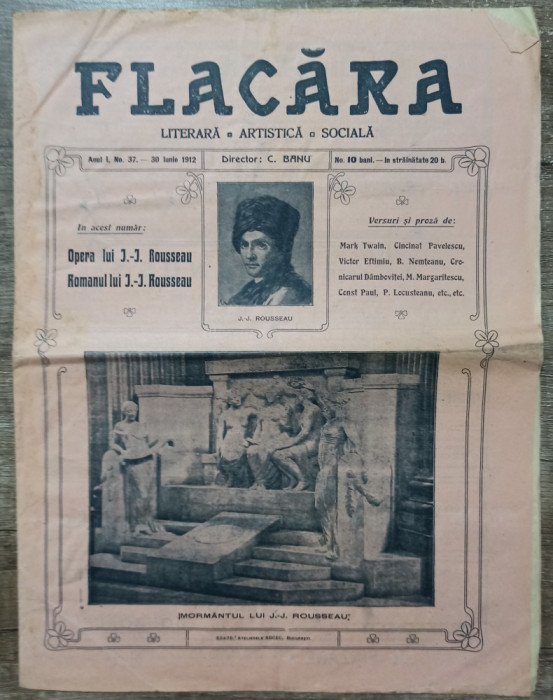 FLACĂRA
LITERARĂ ▫ ARTISTICĂ ▫ SOCIALĂ
Anul I, No. 37. — 30 Iunie 1912
Director: C. BANU
No. 10 bani. — In străinătate 20 b.
In acest număr:
Opera lui J.-J. Rousseau
Romanul lui J.-J. Rousseau
J.-J. ROUSSEAU
Versuri şi proză de:
Mark Twain, Cincinat Pavelescu,
Victor Eftimiu, B. Nemţeanu, Cro-
nicarul Dâmboviţei, M. Margaritescu,
Const Paul, P. Locusteanu, etc., etc.
MORMÂNTUL LUI J.-J. ROUSSEAU
Bucureşti